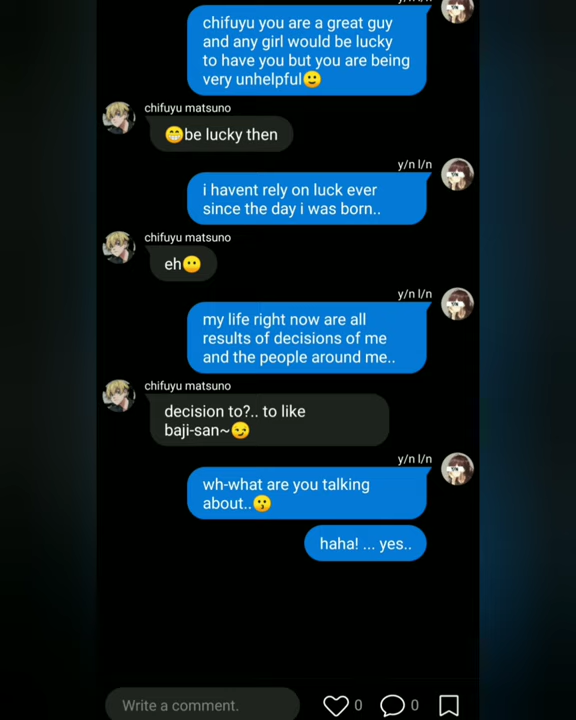 chifuyu you are a great guy
and any girl would be lucky
to have you but you are being
very unhelpful🙂
chifuyu matsuno
😁be lucky then
y/n l/n
i havent rely on luck ever
since the day i was born..
chifuyu matsuno
eh😶
y/n l/n
my life right now are all
results of decisions of me
and the people around me..
chifuyu matsuno
decision to?.. to like
baji-san~😏
y/n l/n
wh-what are you talking
about..😗
haha! ... yes..
Write a comment.
0
0